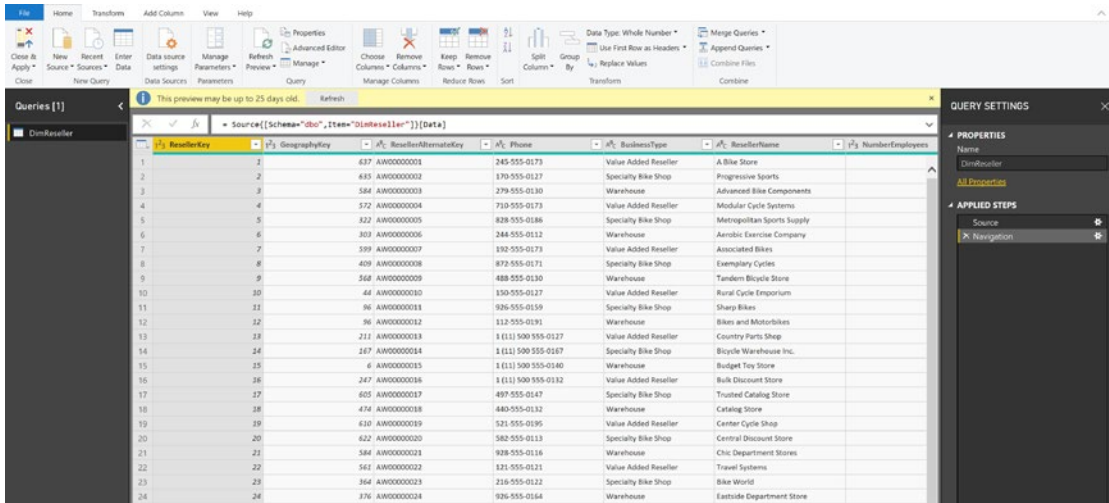 File Home Transform Add Column View Help
Close & Apply
New Source
Recent Sources
Enter Data
Data source settings
Manage Parameters
Refresh Preview
Properties
Advanced Editor
Manage
Choose Columns
Remove Columns
Keep Rows
Remove Rows
Split Column
Group By
Data Type: Whole Number
Use First Row as Headers
Replace Values
Merge Queries
Append Queries
Combine Files
Close New Query Data Sources Parameters Query Manage Columns Reduce Rows Sort Transform Combine
Queries [1] <
DimReseller
This preview may be up to 25 days old. Refresh
= Source{[Schema="dbo",Item="DimReseller"]}[Data]
ResellerKey GeographyKey ResellerAlternateKey Phone BusinessType ResellerName NumberEmployees
1 1 637 AW00000001 245-555-0173 Value Added Reseller A Bike Store
2 2 635 AW00000002 170-555-0127 Specialty Bike Shop Progressive Sports
3 3 584 AW00000003 279-555-0130 Warehouse Advanced Bike Components
4 4 572 AW00000004 710-555-0173 Value Added Reseller Modular Cycle Systems
5 5 322 AW00000005 828-555-0186 Specialty Bike Shop Metropolitan Sports Supply
6 6 303 AW00000006 244-555-0112 Warehouse Aerobic Exercise Company
7 7 599 AW00000007 192-555-0173 Value Added Reseller Associated Bikes
8 8 409 AW00000008 872-555-0171 Specialty Bike Shop Exemplary Cycles
9 9 568 AW00000009 488-555-0130 Warehouse Tandem Bicycle Store
10 10 44 AW00000010 150-555-0127 Value Added Reseller Rural Cycle Emporium
11 11 96 AW00000011 926-555-0159 Specialty Bike Shop Sharp Bikes
12 12 96 AW00000012 112-555-0191 Warehouse Bikes and Motorbikes
13 13 211 AW00000013 1 (11) 500 555-0127 Value Added Reseller Country Parts Shop
14 14 167 AW00000014 1 (11) 500 555-0167 Specialty Bike Shop Bicycle Warehouse Inc.
15 15 6 AW00000015 1 (11) 500 555-0140 Warehouse Budget Toy Store
16 16 247 AW00000016 1 (11) 500 555-0132 Value Added Reseller Bulk Discount Store
17 17 605 AW00000017 497-555-0147 Specialty Bike Shop Trusted Catalog Store
18 18 474 AW00000018 440-555-0132 Warehouse Catalog Store
19 19 610 AW00000019 521-555-0195 Value Added Reseller Center Cycle Shop
20 20 622 AW00000020 582-555-0113 Specialty Bike Shop Central Discount Store
21 21 584 AW00000021 928-555-0116 Warehouse Chic Department Stores
22 22 561 AW00000022 121-555-0121 Value Added Reseller Travel Systems
23 23 364 AW00000023 216-555-0122 Specialty Bike Shop Bike World
24 24 376 AW00000024 926-555-0164 Warehouse Eastside Department Store
QUERY SETTINGS
PROPERTIES
Name
DimReseller
All Properties
APPLIED STEPS
Source
Navigation